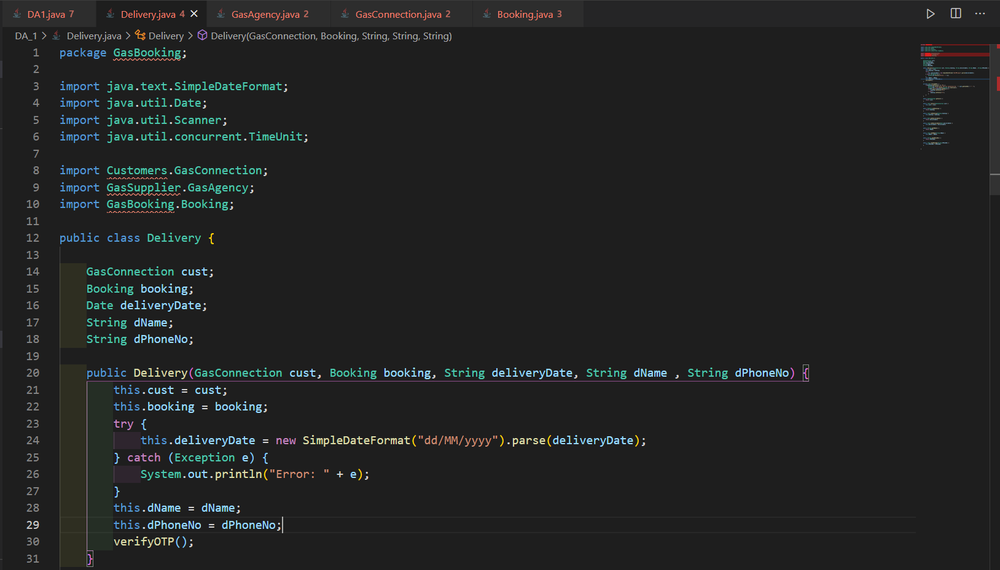 DA1.java 7 Delivery.java 4 GasAgency.java 2 GasConnection.java 2 Booking.java 3
DA_1 > Delivery.java > Delivery > Delivery(GasConnection, Booking, String, String, String)
1 package GasBooking;
2
3 import java.text.SimpleDateFormat;
4 import java.util.Date;
5 import java.util.Scanner;
6 import java.util.concurrent.TimeUnit;
7
8 import Customers.GasConnection;
9 import GasSupplier.GasAgency;
10 import GasBooking.Booking;
11
12 public class Delivery {
13
14 GasConnection cust;
15 Booking booking;
16 Date deliveryDate;
17 String dName;
18 String dPhoneNo;
19
20 public Delivery(GasConnection cust, Booking booking, String deliveryDate, String dName , String dPhoneNo) {
21 this.cust = cust;
22 this.booking = booking;
23 try {
24 this.deliveryDate = new SimpleDateFormat("dd/MM/yyyy").parse(deliveryDate);
25 } catch (Exception e) {
26 System.out.println("Error: " + e);
27 }
28 this.dName = dName;
29 this.dPhoneNo = dPhoneNo;
30 verifyOTP();
31 }